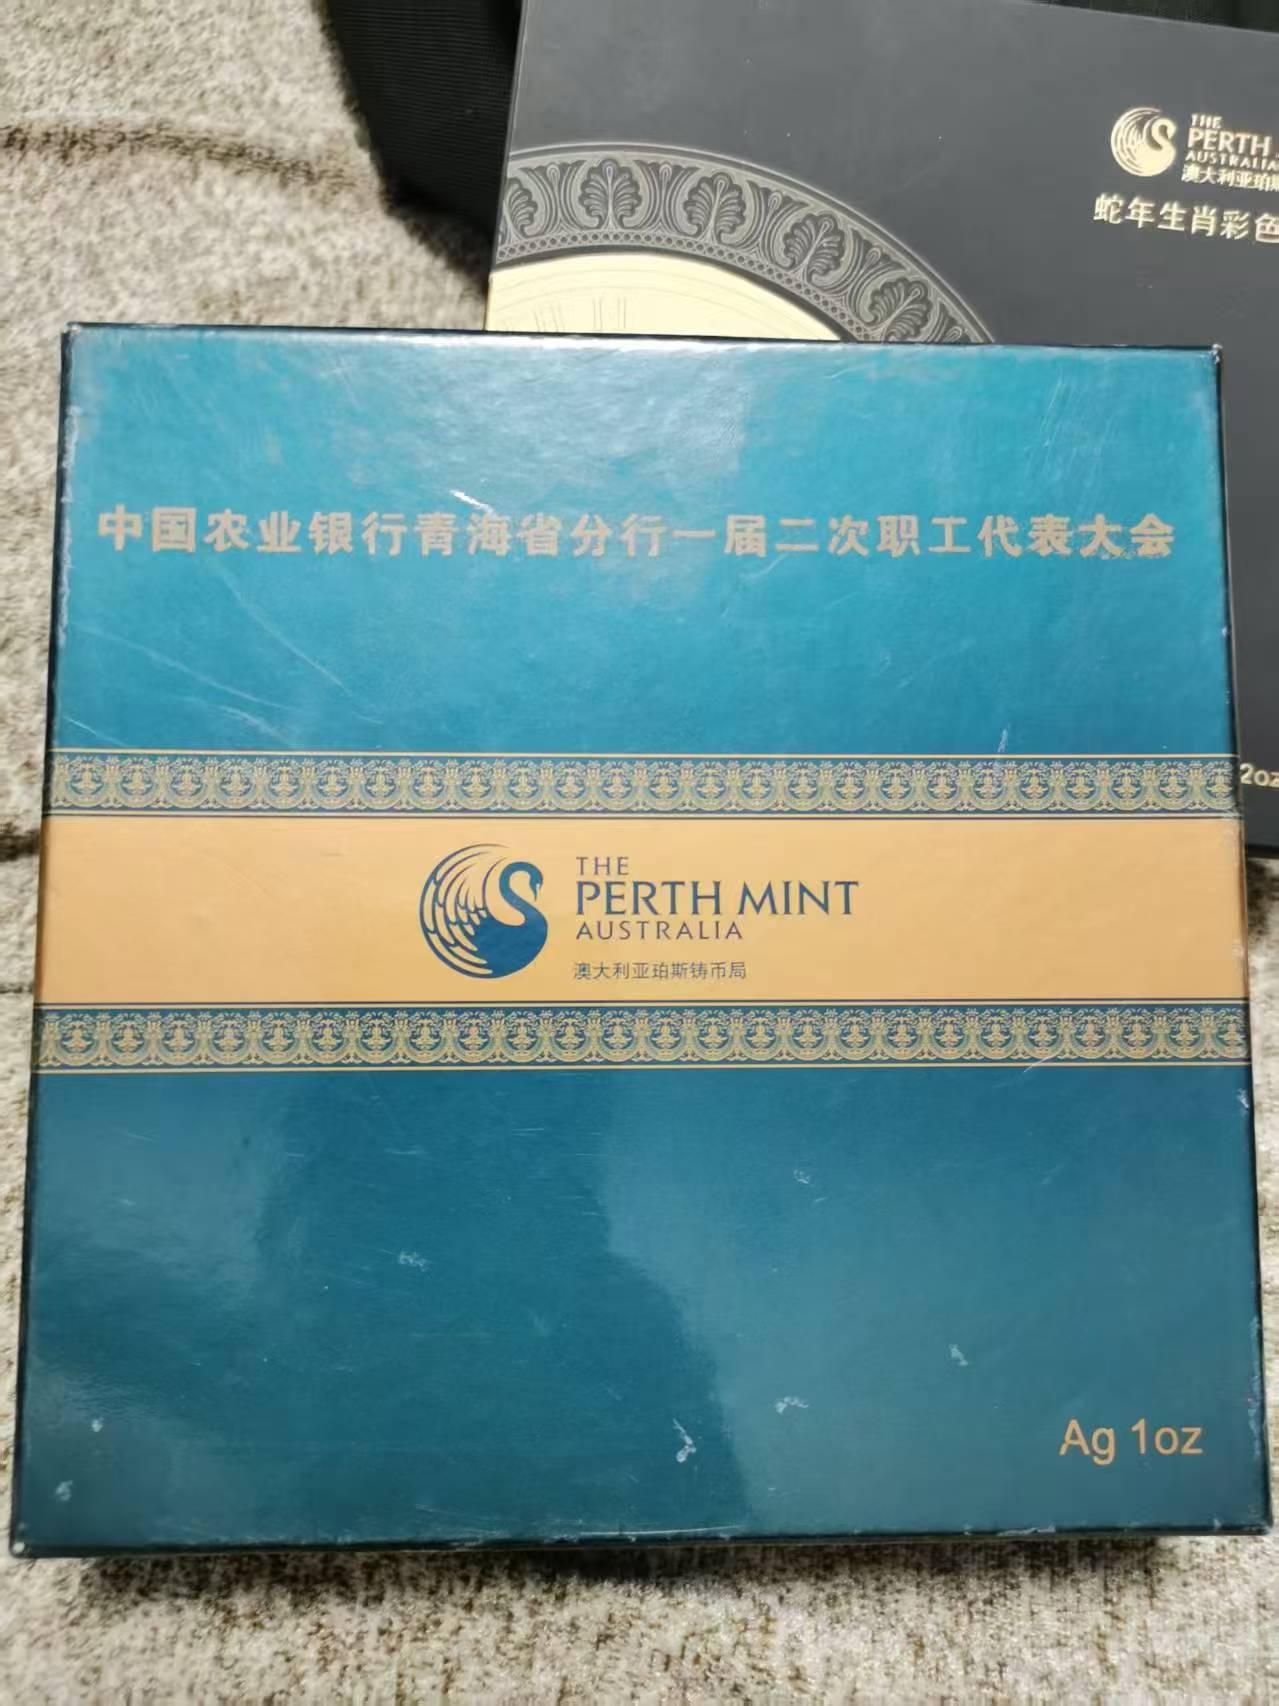 THE
PERTH
AUSTRALIA
澳大利亚珀
蛇年生肖彩色
中国农业银行青海省分行一届二次职工代表大会
2oz
THE
PERTH MINT
AUSTRALIA
澳大利亚珀斯铸币局
Ag 1oz